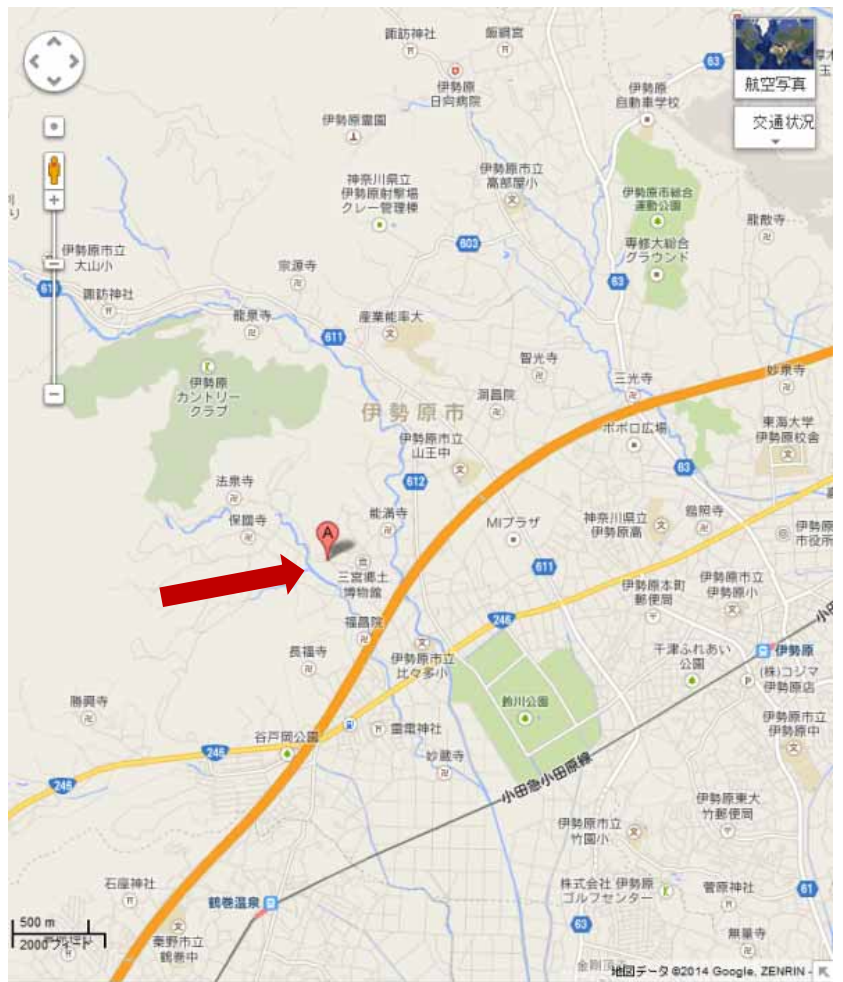 諏訪神社
飯綱宮
63
伊勢原
日向病院
航空写真
伊勢原
自動車学校
交通状況
伊勢原霊園
神奈川県立
伊勢原射撃場
クレー管理棟
伊勢原市立
高部屋小
伊勢原市総合
運動公園
龍散寺
603
専修大総合
グラウンド
伊勢原市立
大山小
宗源寺
63
諏訪神社
龍泉寺
産業能率大
611
智光寺
三光寺
妙泉寺
伊勢原
カントリー
クラブ
洞昌院
伊勢原市
伊勢原市立
山王中
ポポロ広場
東海大学
伊勢原校舎
63
612
法泉寺
保國寺
能満寺
MIプラザ
神奈川県立
伊勢原高
伊勢原
市役所
A
三宮郷土
博物館
611
伊勢原本町
郵便局
伊勢原市立
伊勢原小
福昌院
246
長福寺
伊勢原市立
比々多小
千津ふれあい
公園
伊勢原
(株)コジマ
伊勢原店
勝興寺
鈴川公園
伊勢原市立
伊勢原中
谷戸岡公園
雷電神社
246
妙蔵寺
246
小田急小田原線
伊勢原東大
竹郵便局
伊勢原市立
竹園小
石座神社
鶴巻温泉
株式会社 伊勢原
ゴルフセンター
菅原神社
61
500 m
2000 フィート
秦野市立
鶴巻中
63
無量寺
地図データ ©2014 Google, ZENRIN -